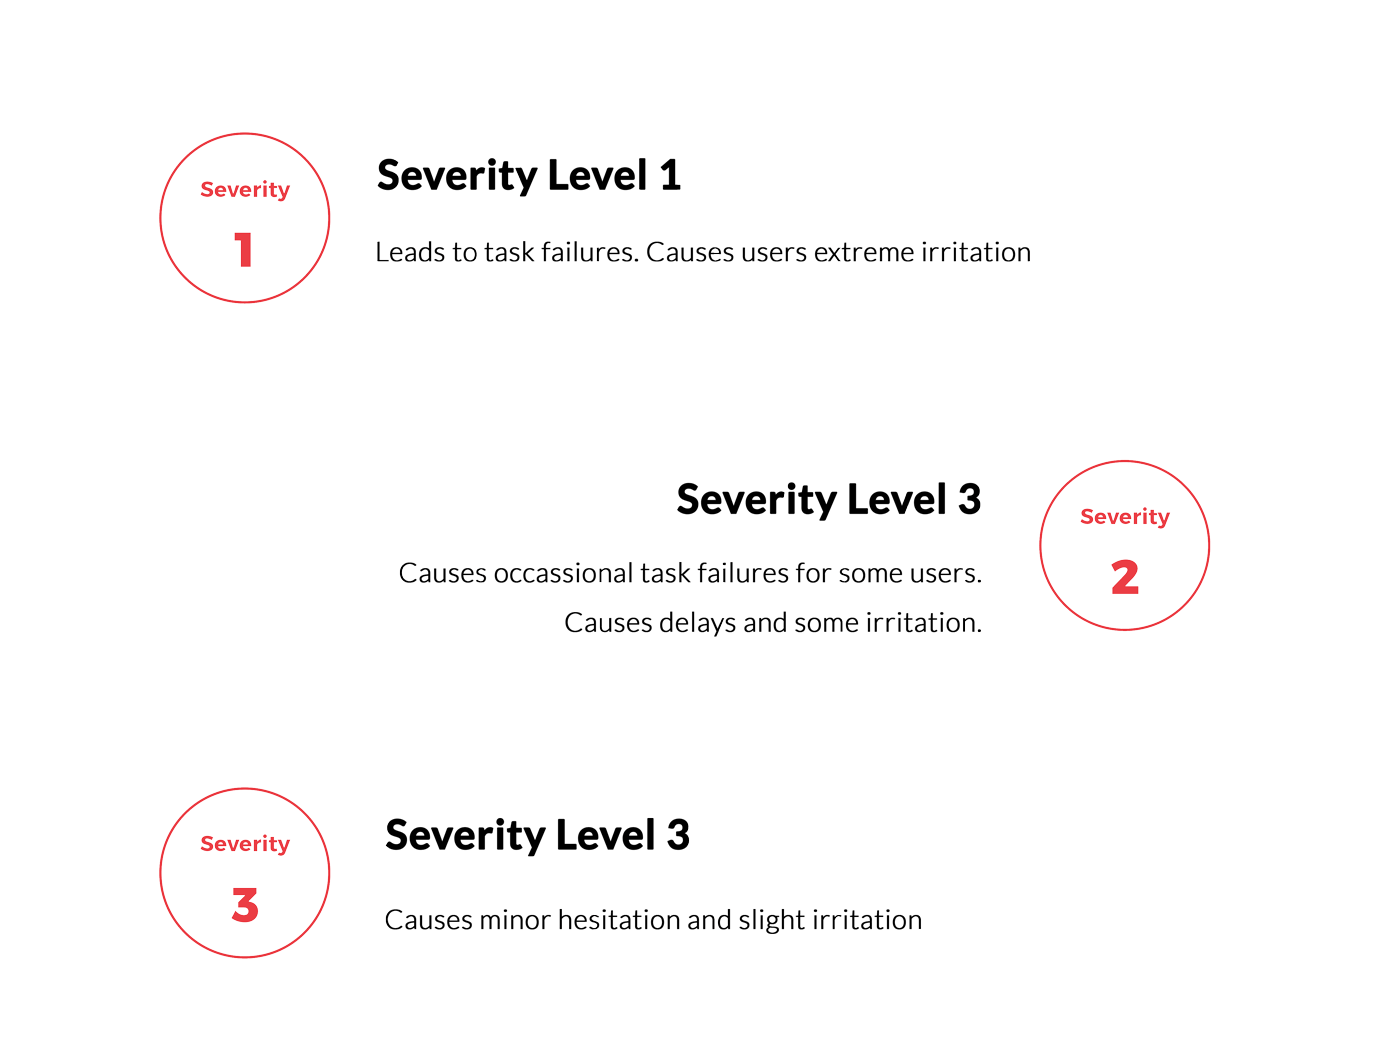 Severity
1
Severity Level 1
Leads to task failures. Causes users extreme irritation
Severity Level 3
Causes occassional task failures for some users.
Causes delays and some irritation.
Severity
2
Severity
3
Severity Level 3
Causes minor hesitation and slight irritation